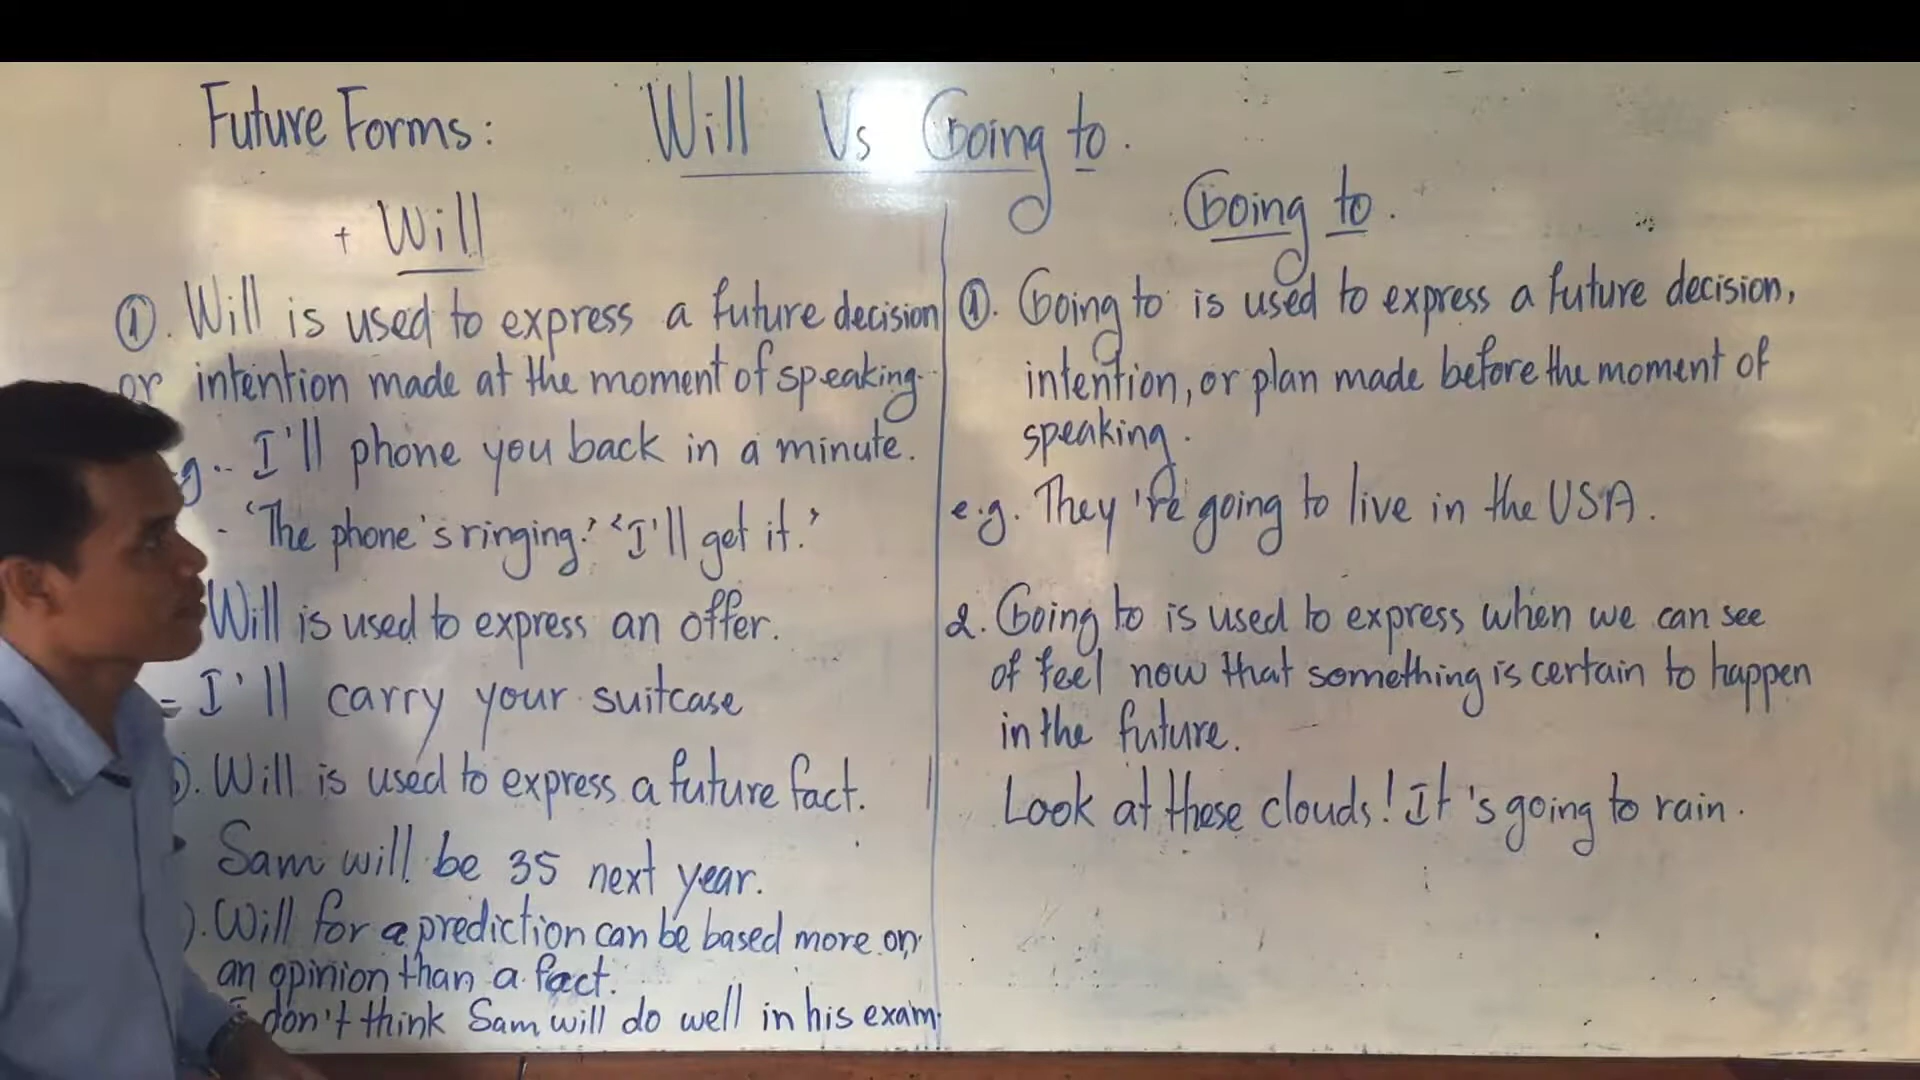 Future Forms: Will Vs Going to.
+ Will
①. Will is used to express a future decision
or intention made at the moment of speaking.
g.. I'll phone you back in a minute.
- 'The phone's ringing.' 'I'll get it.'
Will is used to express an offer.
- I'll carry your suitcase
). Will is used to express a future fact.
Sam will be 35 next year.
). Will for a prediction can be based more on
an opinion than a fact.
I don't think Sam will do well in his exam.
Going to.
①. Going to is used to express a future decision,
intention, or plan made before the moment of
speaking.
e.g. They're going to live in the USA.
2. Going to is used to express when we can see
of feel now that something is certain to happen
in the future.
Look at these clouds! It's going to rain.